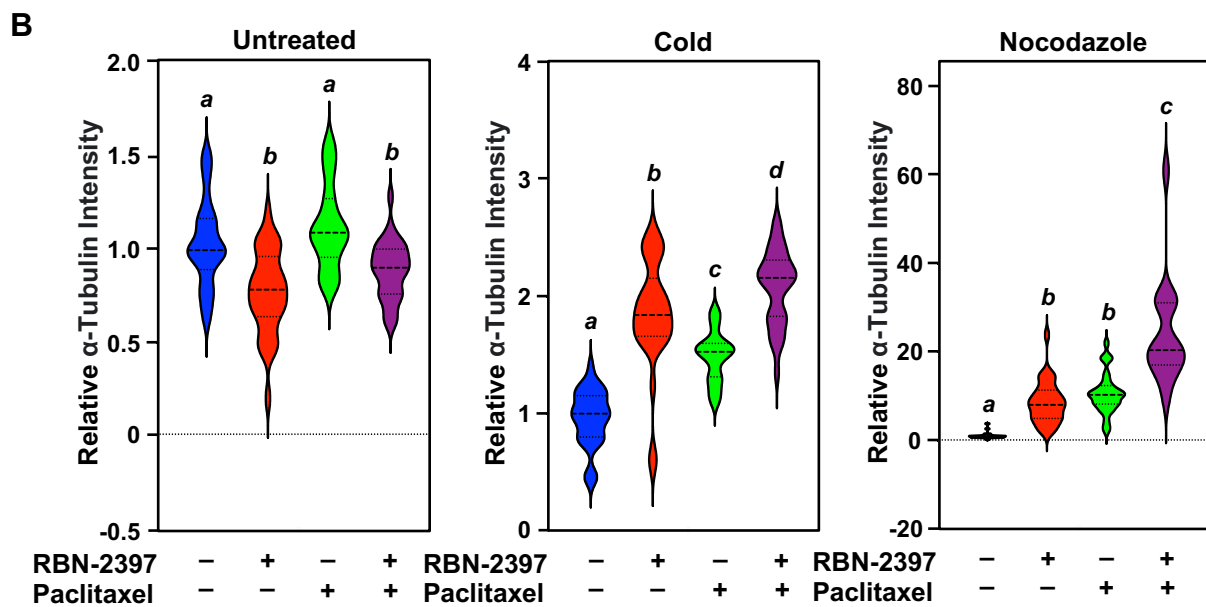 B
Untreated
Relative α-Tubulin Intensity
2.0
1.5
1.0
0.5
0
-0.5
a
b
a
b
Cold
Relative α-Tubulin Intensity
4
3
2
1
0
a
b
c
d
Nocodazole
Relative α-Tubulin Intensity
80
60
40
20
0
-20
a
b
b
c
RBN-2397 – + – +
Paclitaxel – – + +
RBN-2397 – + – +
Paclitaxel – – + +
RBN-2397 – + – +
Paclitaxel – – + +